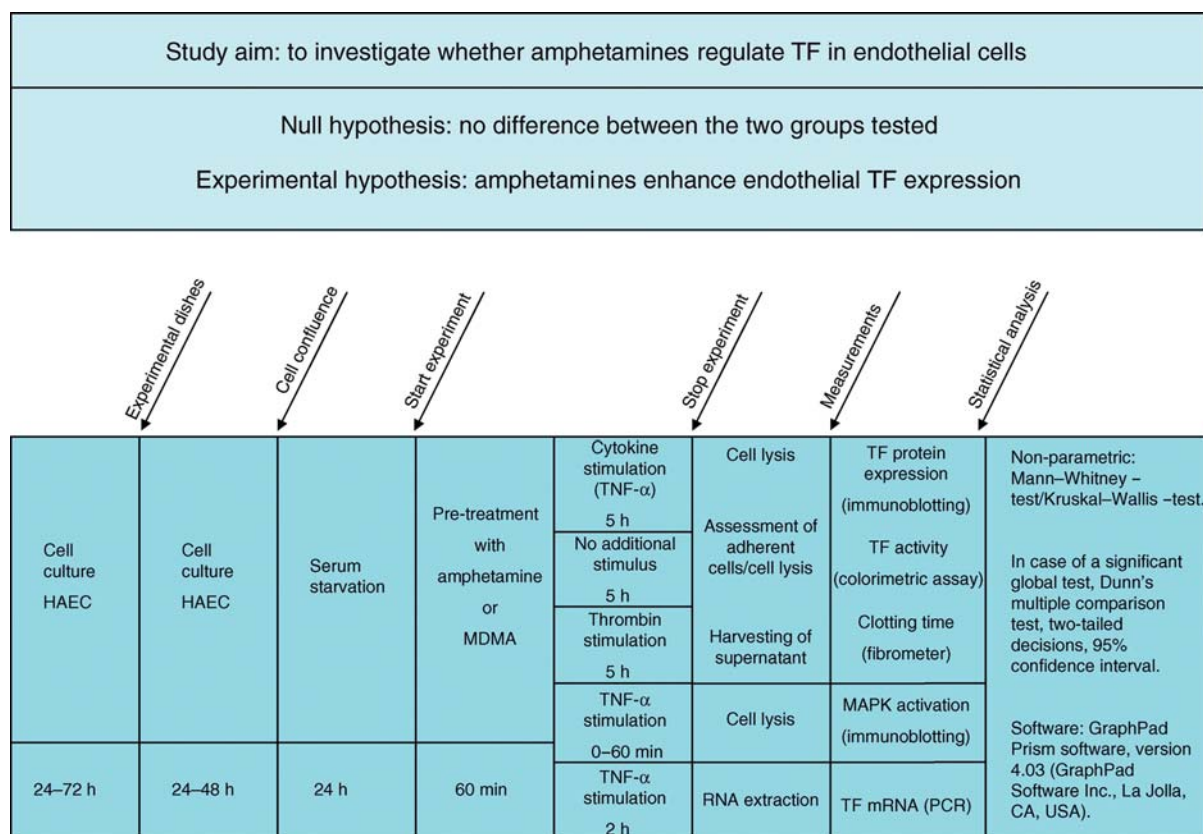 Study aim: to investigate whether amphetamines regulate TF in endothelial cells
Null hypothesis: no difference between the two groups tested
Experimental hypothesis: amphetamines enhance endothelial TF expression
Experimental dishes
Cell confluence
Start experiment
Stop experiment
Measurements
Statistical analysis
Cell
culture
HAEC
24–72 h
Cell
culture
HAEC
24–48 h
Serum
starvation
24 h
Pre-treatment
with
amphetamine
or
MDMA
60 min
Cytokine
stimulation
(TNF-α)
5 h
No additional
stimulus
5 h
Thrombin
stimulation
5 h
TNF-α
stimulation
0–60 min
TNF-α
stimulation
2 h
Cell lysis
Assessment of
adherent
cells/cell lysis
Harvesting of
supernatant
Cell lysis
RNA extraction
TF protein
expression
(immunoblotting)
TF activity
(colorimetric assay)
Clotting time
(fibrometer)
MAPK activation
(immunoblotting)
TF mRNA (PCR)
Non-parametric:
Mann–Whitney –
test/Kruskal–Wallis –test.
In case of a significant
global test, Dunn's
multiple comparison
test, two-tailed
decisions, 95%
confidence interval.
Software: GraphPad
Prism software, version
4.03 (GraphPad
Software Inc., La Jolla,
CA, USA).